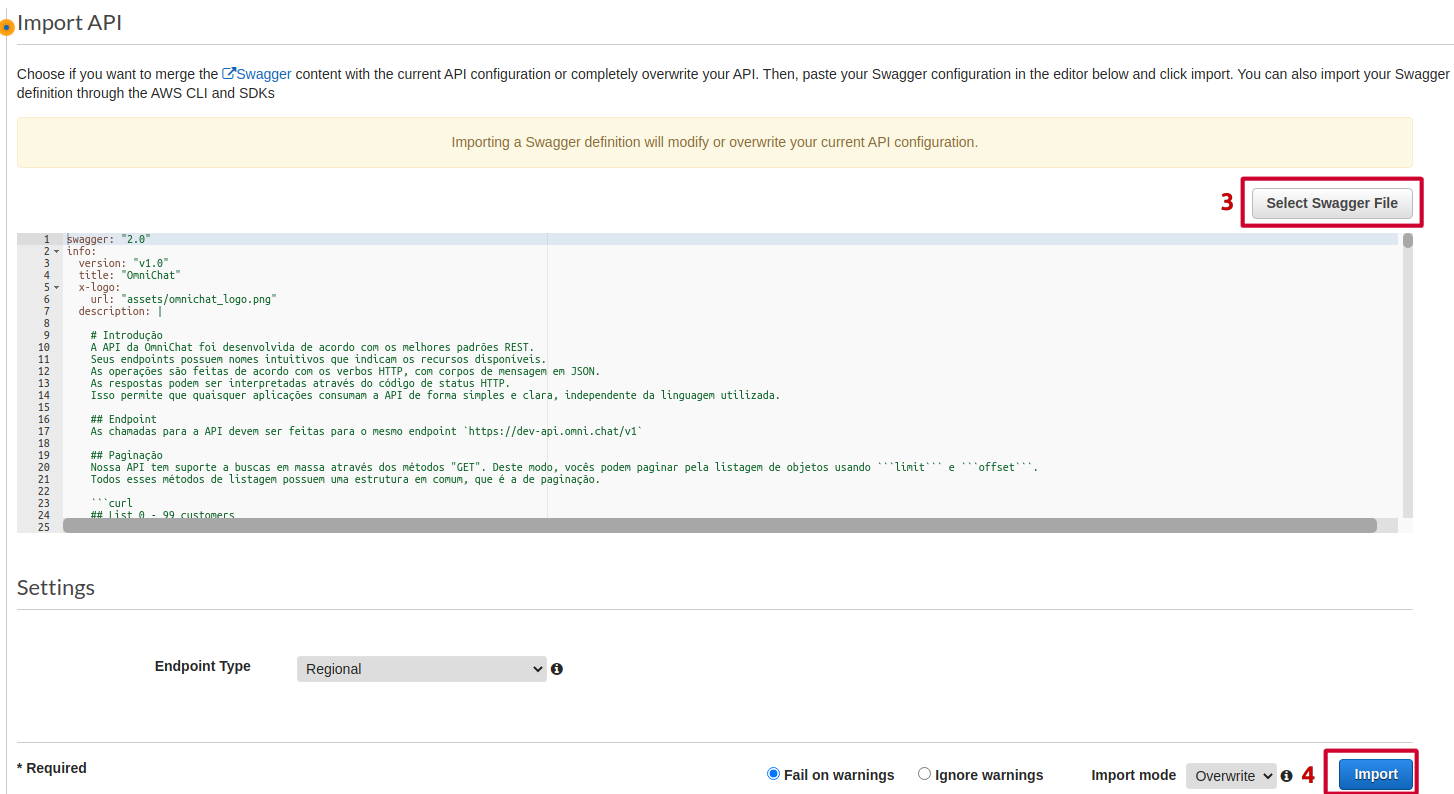 Import API
Choose if you want to merge the Swagger content with the current API configuration or completely overwrite your API. Then, paste your Swagger configuration in the editor below and click import. You can also import your Swagger
definition through the AWS CLI and SDKs
Importing a Swagger definition will modify or overwrite your current API configuration.
3 Select Swagger File
1 swagger: "2.0"
2 info:
3 version: "v1.0"
4 title: "OmniChat"
5 x-logo:
6 url: "assets/omnichat_logo.png"
7 description: |
8
9 # Introdução
10 A API da OmniChat foi desenvolvida de acordo com os melhores padrões REST.
11 Seus endpoints possuem nomes intuitivos que indicam os recursos disponíveis.
12 As operações são feitas de acordo com os verbos HTTP, com corpos de mensagem em JSON.
13 As respostas podem ser interpretadas através do código de status HTTP.
14 Isso permite que quaisquer aplicações consumam a API de forma simples e clara, independente da linguagem utilizada.
15
16 ## Endpoint
17 As chamadas para a API devem ser feitas para o mesmo endpoint `https://dev-api.omni.chat/v1`
18
19 ## Paginação
20 Nossa API tem suporte a buscas em massa através dos métodos "GET". Deste modo, vocês podem paginar pela listagem de objetos usando ```limit``` e ```offset```.
21 Todos esses métodos de listagem possuem uma estrutura em comum, que é a de paginação.
22
23 ```curl
24 ## List 0 - 99 customers
25
Settings
Endpoint Type Regional
* Required Fail on warnings Ignore warnings Import mode Overwrite 4 Import